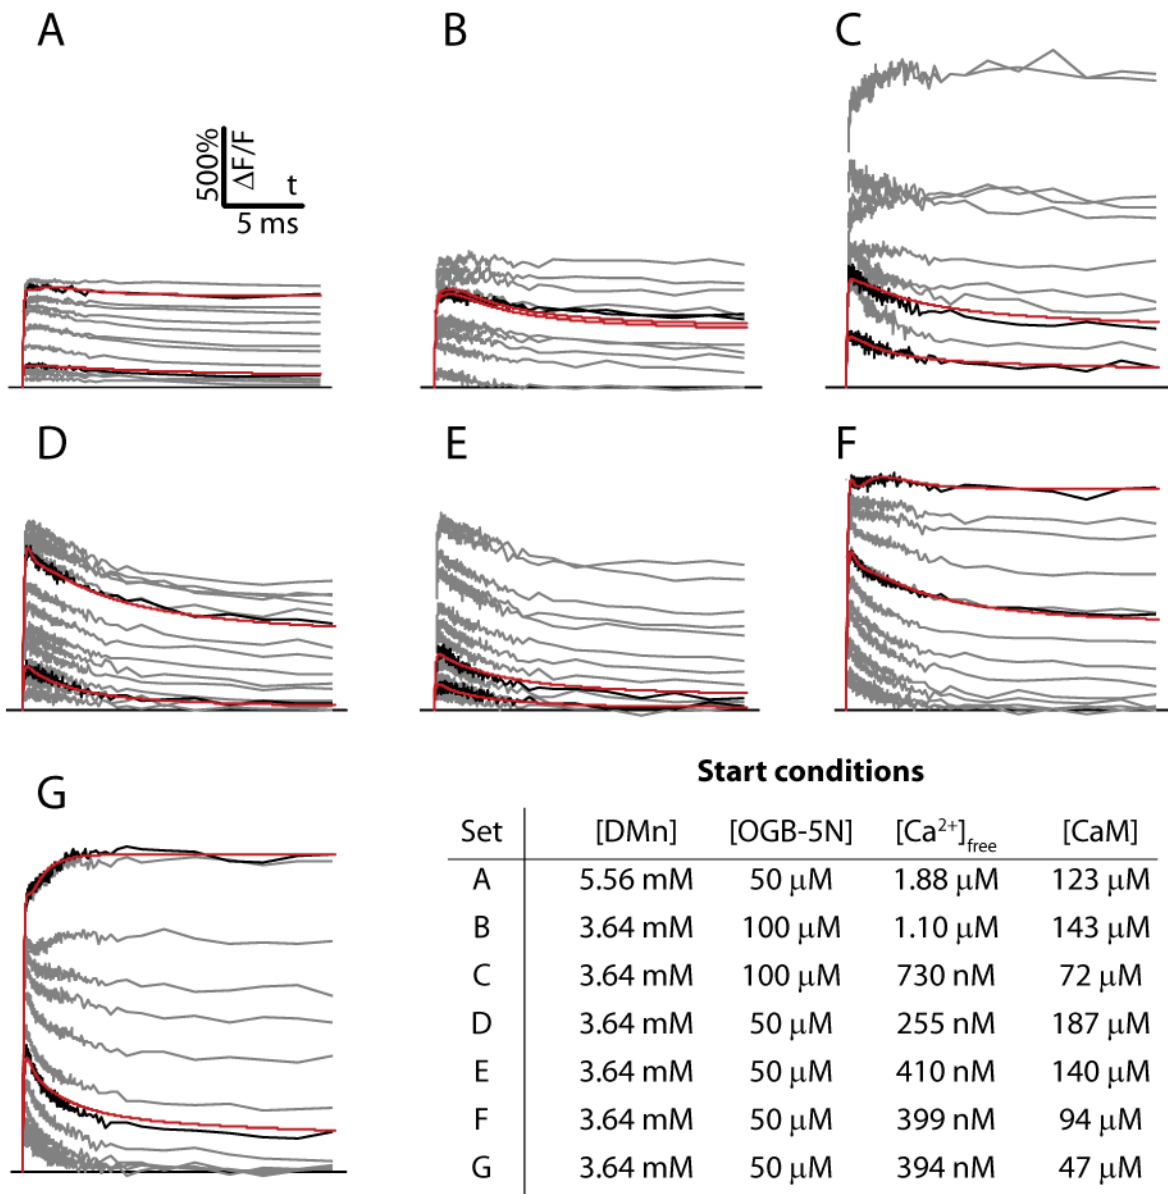 A
B
C
500%
ΔF/F
t
5 ms
D
E
F
G
Start conditions
Set [DMn] [OGB-5N] [Ca²⁺]free [CaM]
A 5.56 mM 50 μM 1.88 μM 123 μM
B 3.64 mM 100 μM 1.10 μM 143 μM
C 3.64 mM 100 μM 730 nM 72 μM
D 3.64 mM 50 μM 255 nM 187 μM
E 3.64 mM 50 μM 410 nM 140 μM
F 3.64 mM 50 μM 399 nM 94 μM
G 3.64 mM 50 μM 394 nM 47 μM